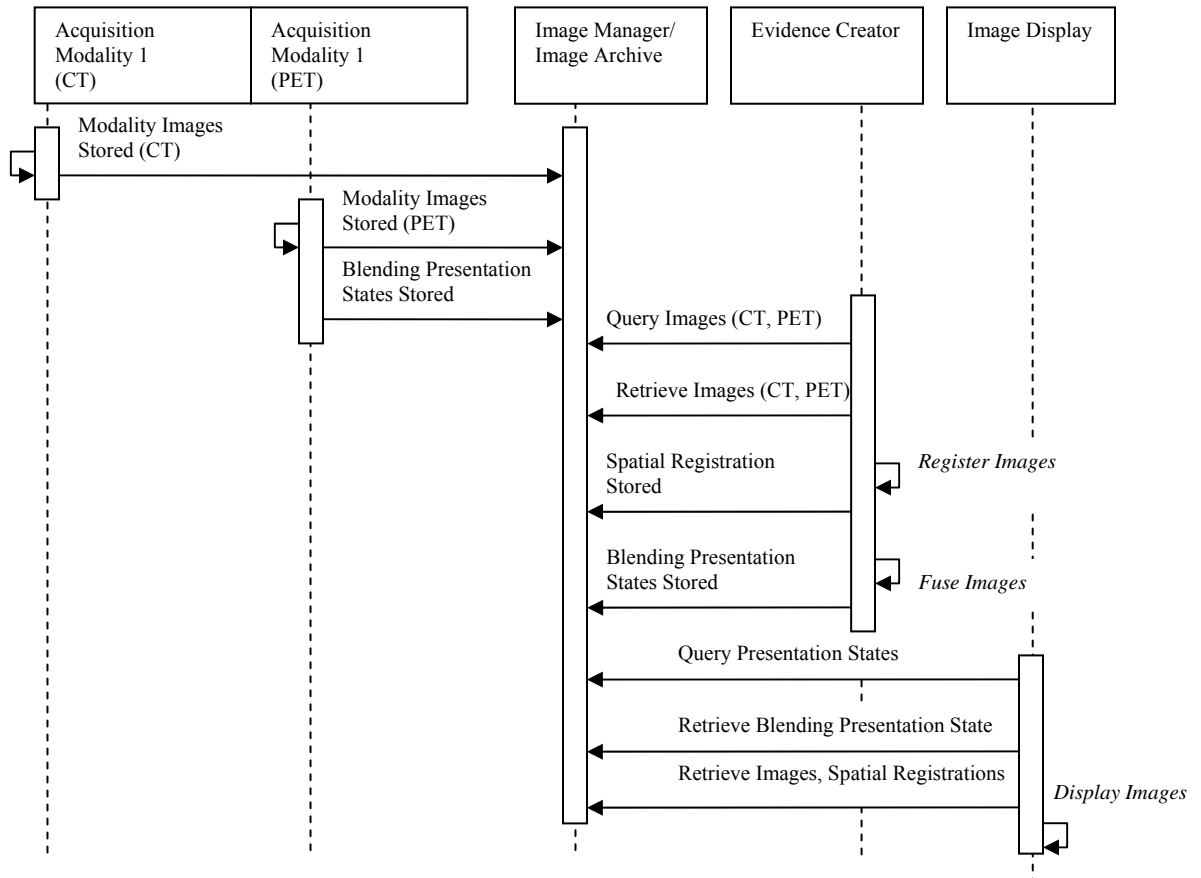 Acquisition
Modality 1
(CT)
Acquisition
Modality 1
(PET)
Image Manager/
Image Archive
Evidence Creator
Image Display
Modality Images
Stored (CT)
Modality Images
Stored (PET)
Blending Presentation
States Stored
Query Images (CT, PET)
Retrieve Images (CT, PET)
Register Images
Spatial Registration
Stored
Blending Presentation
States Stored
Fuse Images
Query Presentation States
Retrieve Blending Presentation State
Retrieve Images, Spatial Registrations
Display Images